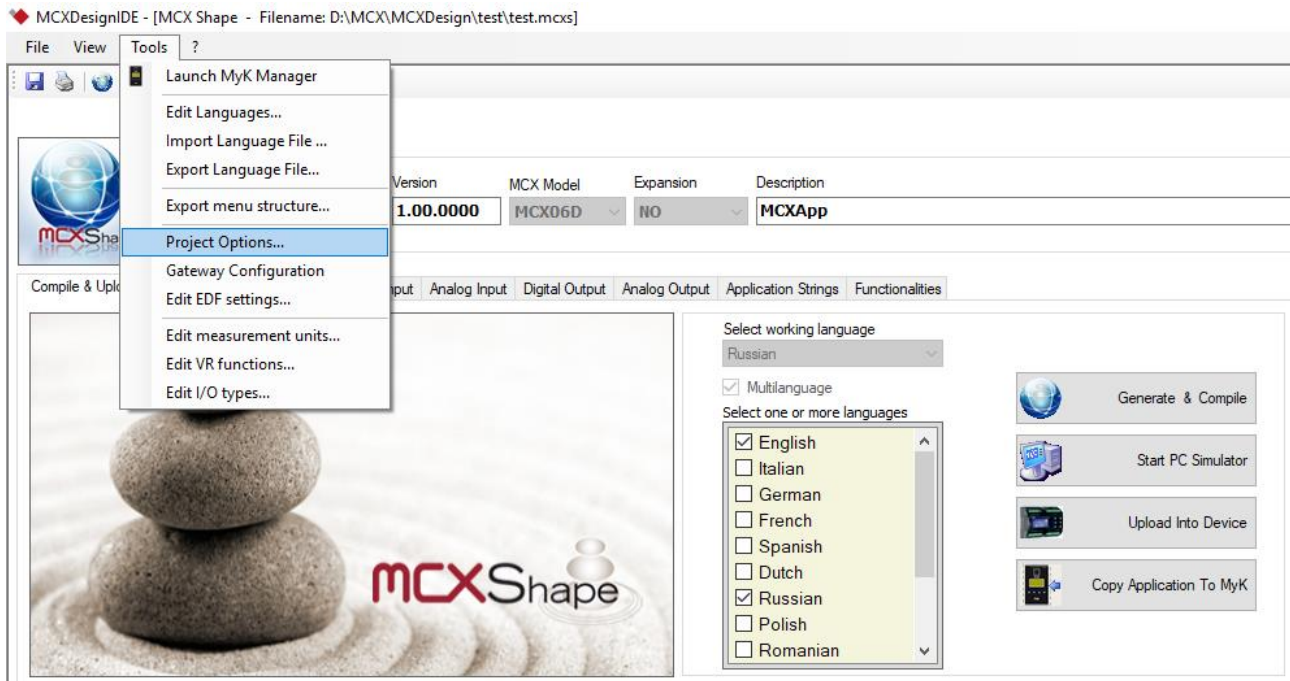 MCXDesignIDE - [MCX Shape - Filename: D:\MCX\MCXDesign\test\test.mcxs]
File View Tools ?
Launch MyK Manager
Edit Languages...
Import Language File ...
Export Language File...
Export menu structure...
Project Options...
Gateway Configuration
Edit EDF settings...
Edit measurement units...
Edit VR functions...
Edit I/O types...
MCXSha
Version MCX Model Expansion Description
1.00.0000 MCX06D NO MCXApp
Compile & Uplo
put Analog Input Digital Output Analog Output Application Strings Functionalities
MCXShape
Select working language
Russian
Multilanguage
Select one or more languages
English
Italian
German
French
Spanish
Dutch
Russian
Polish
Romanian
Generate & Compile
Start PC Simulator
Upload Into Device
Copy Application To MyK